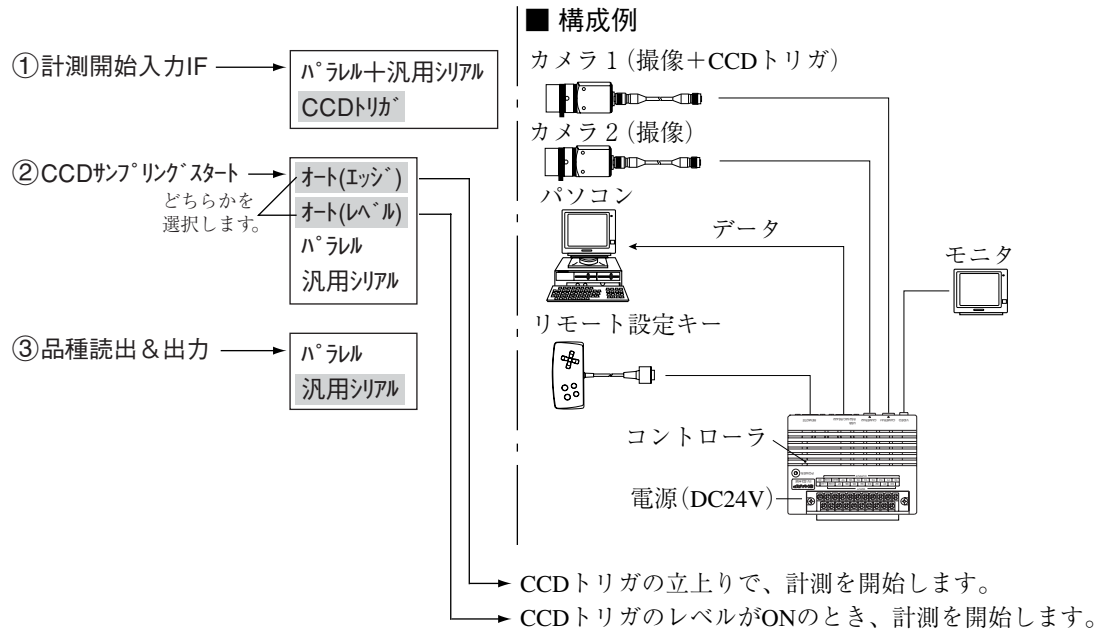 ①計測開始入力IF
パラレル＋汎用シリアル
CCDトリガ
②CCDサンプリングスタート
どちらかを
選択します。
オート(エッジ)
オート(レベル)
パラレル
汎用シリアル
③品種読出＆出力
パラレル
汎用シリアル
■ 構成例
カメラ1(撮像＋CCDトリガ)
カメラ2(撮像)
パソコン
データ
モニタ
リモート設定キー
コントローラ
電源(DC24V)
CCDトリガの立上りで、計測を開始します。
CCDトリガのレベルがONのとき、計測を開始します。